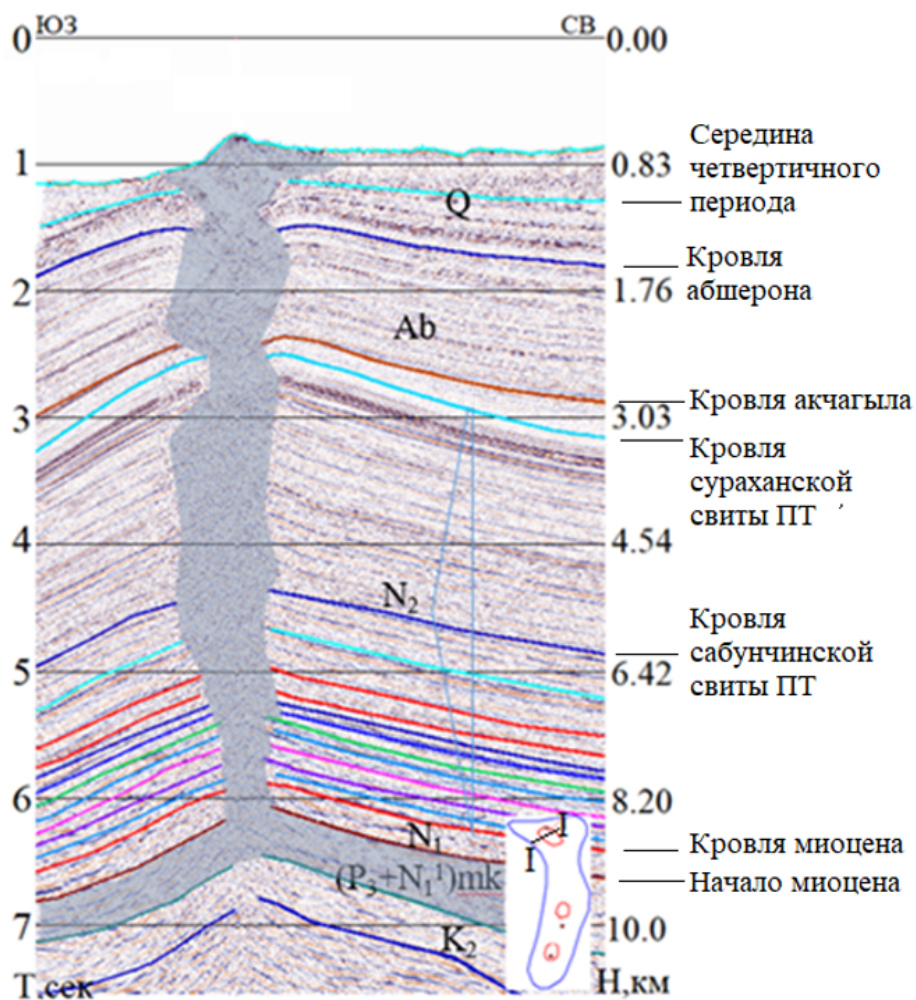 ЮЗ СВ
0 0.00
Середина
четвертичного
периода
1 0.83
Q
Кровля
абшерона
2 1.76
Ab
Кровля акчагыла
3 3.03
Кровля
сураханской
свиты ПТ
4 4.54
N₂
Кровля
сабунчинской
свиты ПТ
5 6.42
6 8.20
I
I
N₁
Кровля миоцена
(P₃+N₁¹)mk
Начало миоцена
7 10.0
K₂
Т,сек Н,км